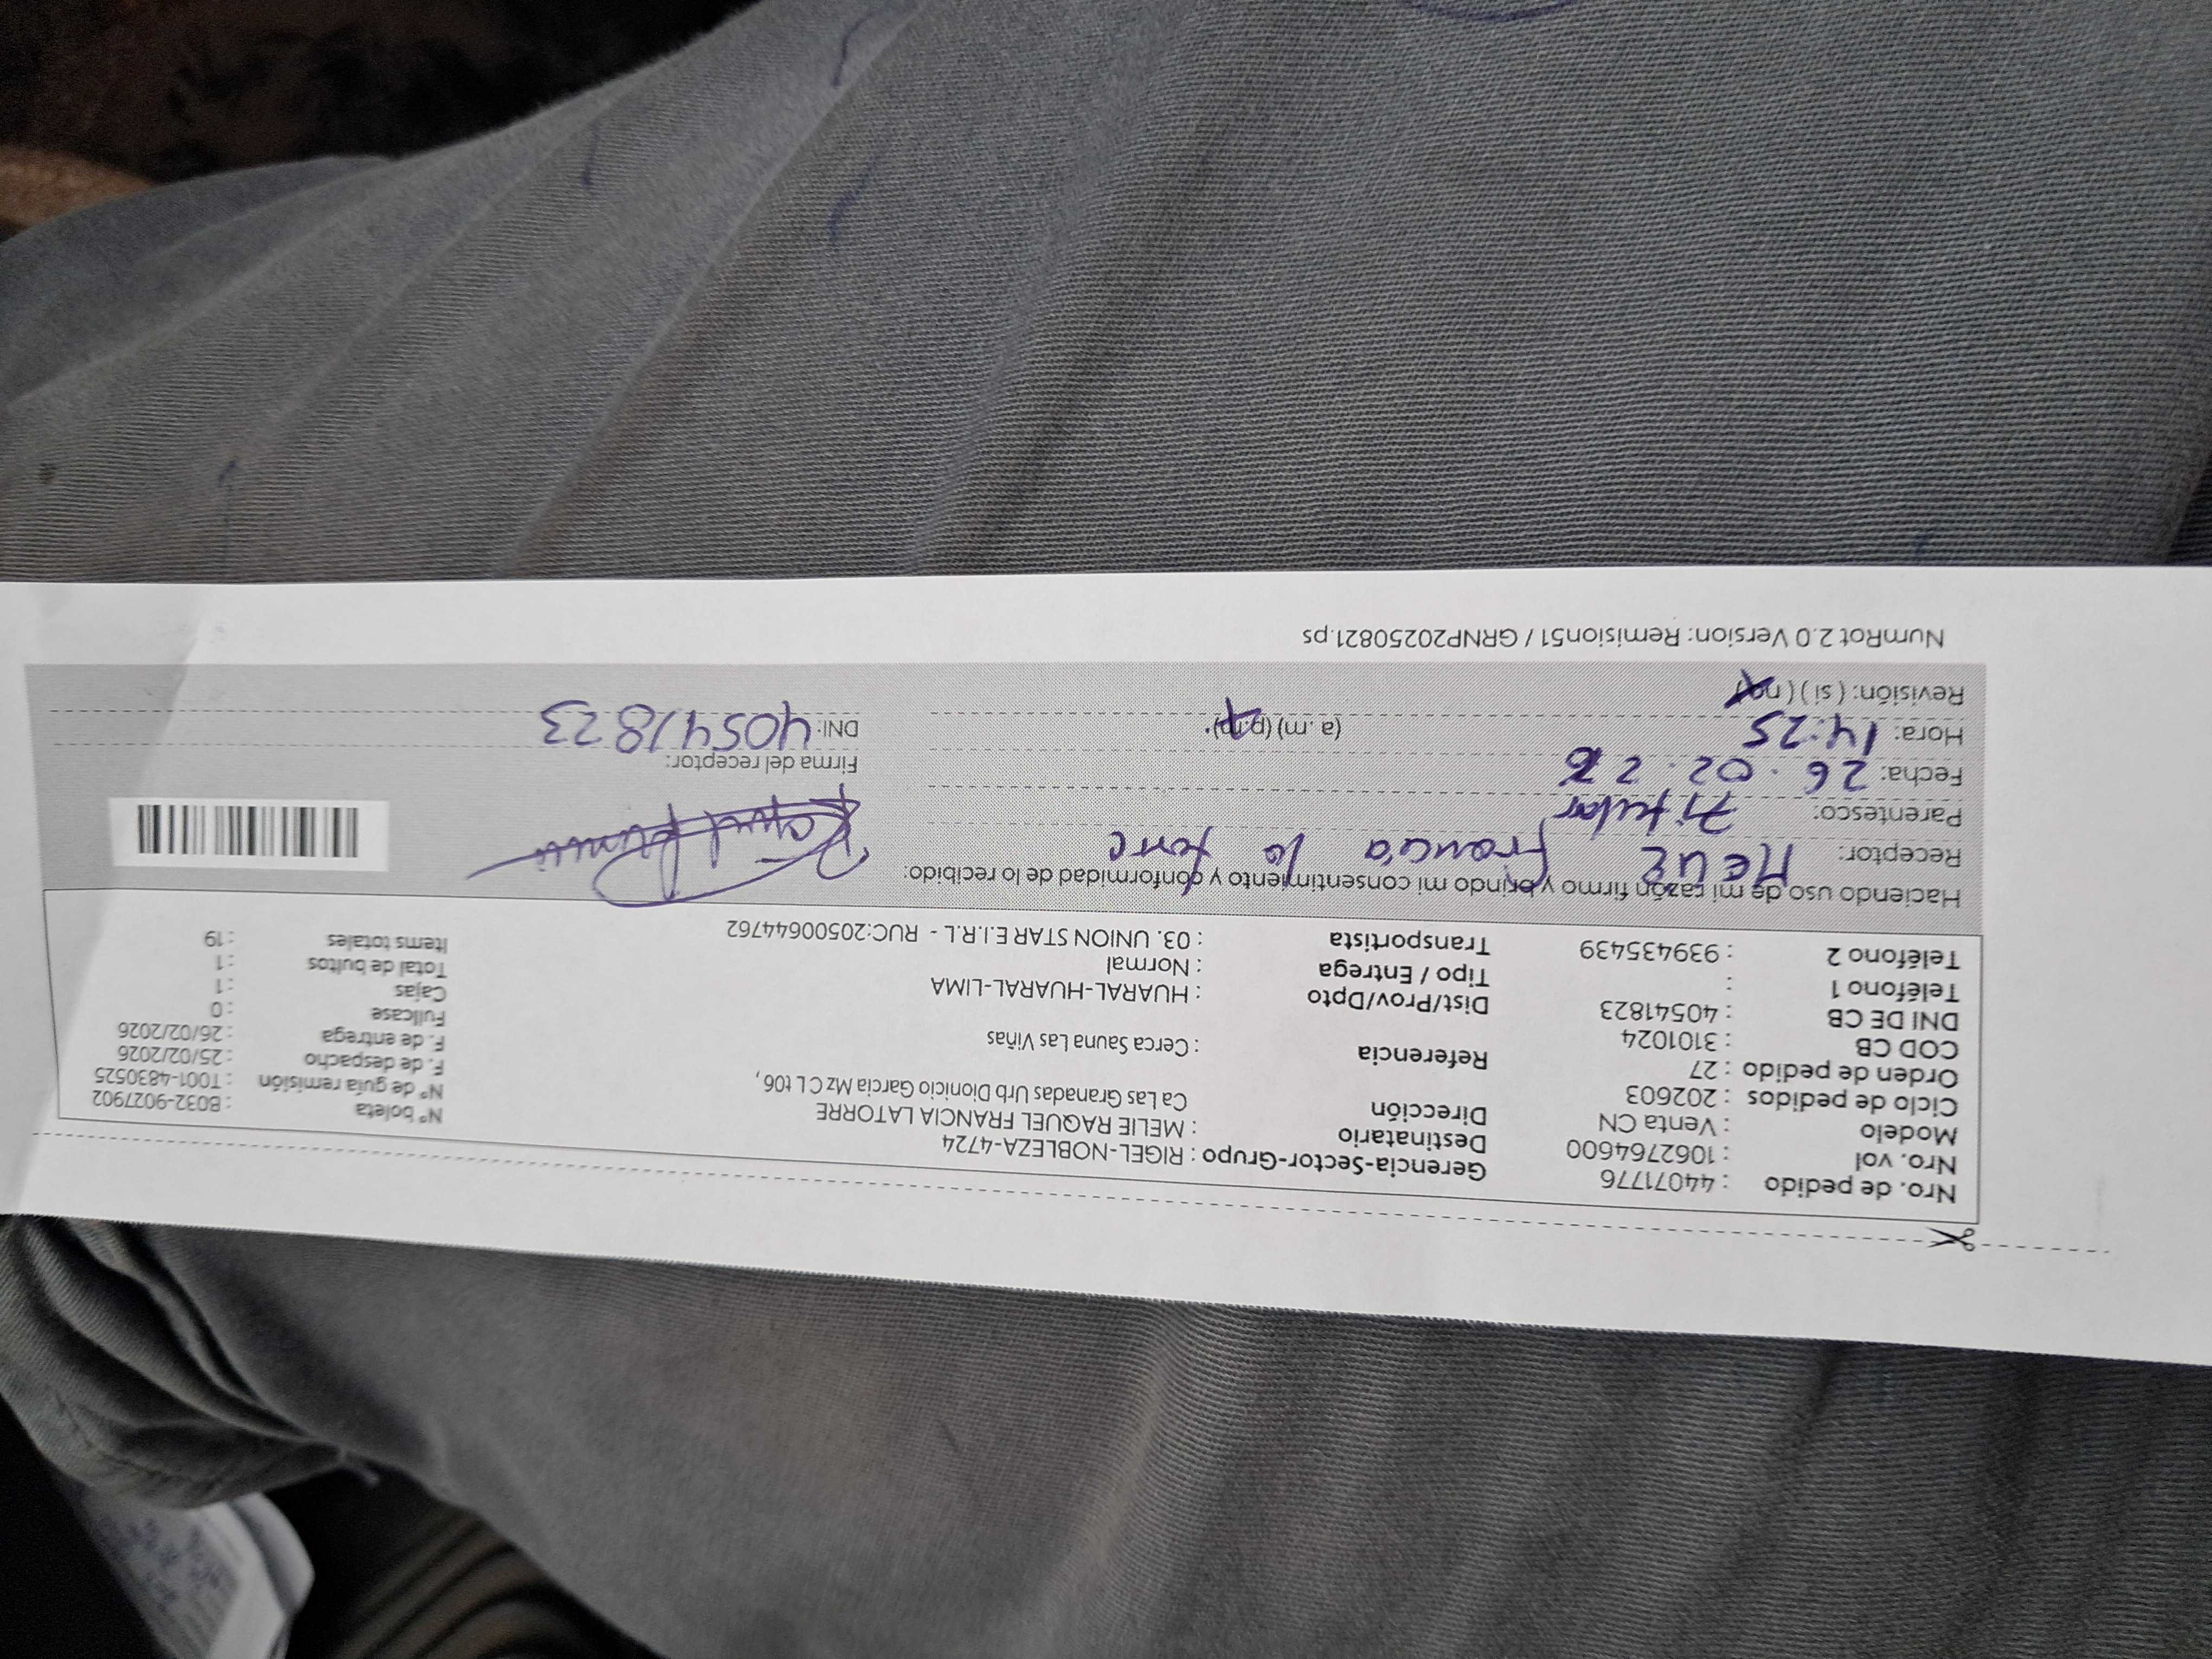 Nro. de pedido : 44071776
Nro. vol : 1062764600
Modelo : Venta CN
Ciclo de pedidos : 202603
Orden de pedido : 27
COD CB : 3101024
DNI DE CB : 40541823
Teléfono 1 :
Teléfono 2 : 939435439
Gerencia-Sector-Grupo : RIGEL-NOBLEZA-4724
Destinatario : MELIE RAQUEL FRANCIA LATORRE
Dirección Ca Las Granadas Urb Dionicio Garcia Mz C L t06,
Referencia : Cerca Sauna Las Viñas
Dist/Prov/Dpto : HUARAL-HUARAL-LIMA
Tipo / Entrega : Normal
Transportista : 03. UNION STAR E.I.R.L - RUC:20500644762
N° boleta : B032-9027902
N° de guía remisión : T001-4830525
F. de despacho : 25/02/2026
F. de entrega : 26/02/2026
Fullcase : 0
Cajas : 1
Total de bultos : 1
Items totales : 19
Haciendo uso de mi razón firmo y brindo mi consentimiento y conformidad de lo recibido:
Receptor: Francia la torre
Parentesco: Titular
Fecha: 26.02.26
Hora: 14:25 (a.m) (p.m)
Revisión: (si) (no)
Firma del receptor:
DNI: 40541823
NumRot 2.0 Version: Remision51 / GRNP20250821.ps